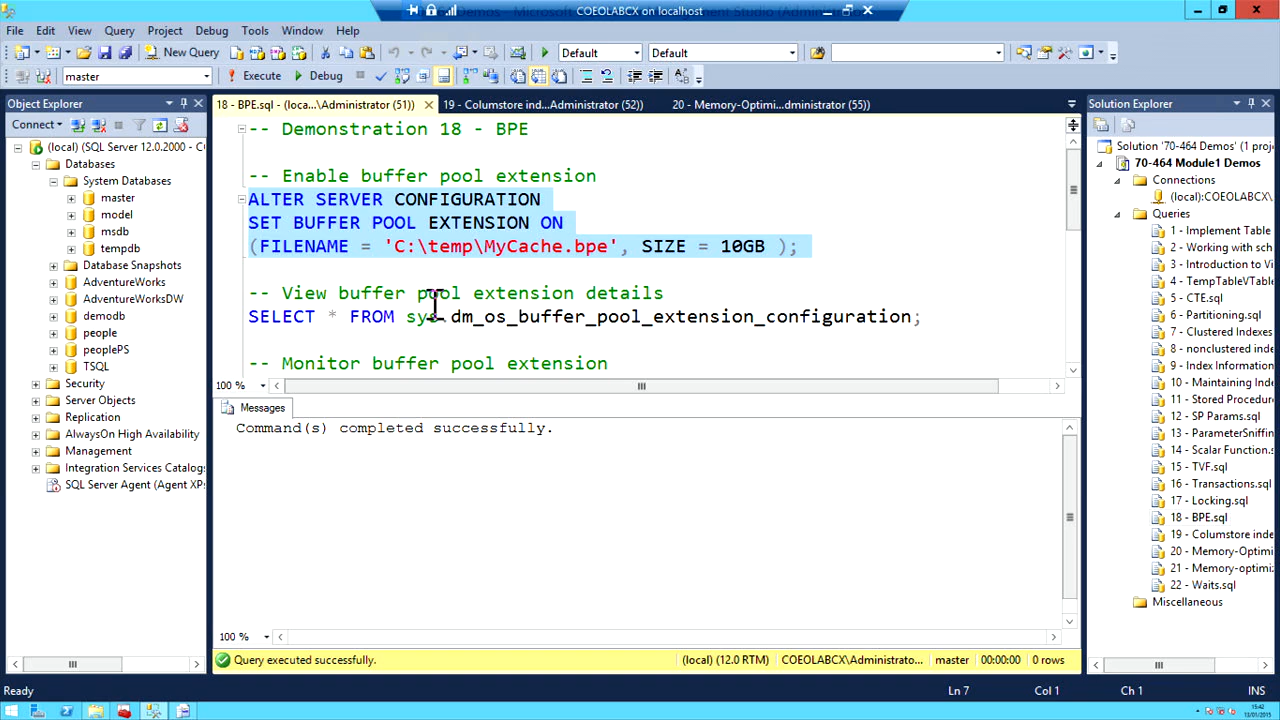 COEOLABCX on localhost
File Edit View Query Project Debug Tools Window Help
New Query
Default
Default
master
Execute
Debug
Object Explorer
Connect
(local) (SQL Server 12.0.2000 - C
Databases
System Databases
master
model
msdb
tempdb
Database Snapshots
AdventureWorks
AdventureWorksDW
demodb
people
peoplePS
TSQL
Security
Server Objects
Replication
AlwaysOn High Availability
Management
Integration Services Catalogs
SQL Server Agent (Agent XPs
18 - BPE.sql - (loca...\Administrator (51))
19 - Columstore ind...Administrator (52))
20 - Memory-Optimi...dministrator (55))
-- Demonstration 18 - BPE
-- Enable buffer pool extension
ALTER SERVER CONFIGURATION
SET BUFFER POOL EXTENSION ON
(FILENAME = 'C:\temp\MyCache.bpe', SIZE = 10GB );
-- View buffer pool extension details
SELECT * FROM sys.dm_os_buffer_pool_extension_configuration;
-- Monitor buffer pool extension
100 %
Messages
Command(s) completed successfully.
100 %
Query executed successfully.
(local) (12.0 RTM)
COEOLABCX\Administrato...
master
00:00:00
0 rows
Solution Explorer
Solution '70-464 Demos' (1 proj
70-464 Module1 Demos
Connections
(local):COEOLABCX\
Queries
1 - Implement Table
2 - Working with sch
3 - Introduction to Vi
4 - TempTableVTabl
5 - CTE.sql
6 - Partitioning.sql
7 - Clustered Indexes
8 - nonclustered inde
9 - Index Information
10 - Maintaining Ind
11 - Stored Procedure
12 - SP Params.sql
13 - ParameterSniffin
14 - Scalar Function.s
15 - TVF.sql
16 - Transactions.sql
17 - Locking.sql
18 - BPE.sql
19 - Columstore inde
20 - Memory-Optimi
21 - Memory-optimiz
22 - Waits.sql
Miscellaneous
Ready
Ln 7
Col 1
Ch 1
INS
15:42
13/01/2015